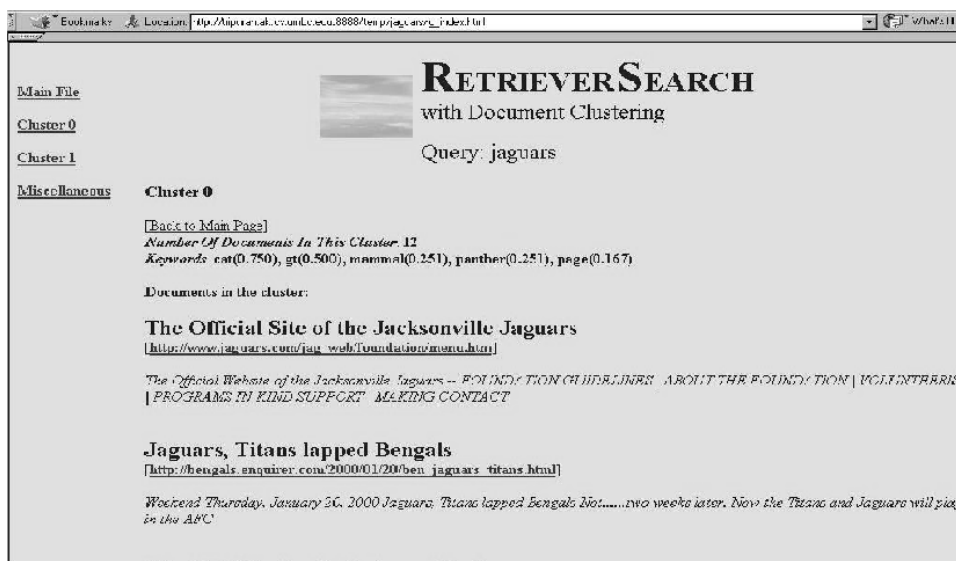 Bookmarks Location: What's
RETRIEVERSEARCH
with Document Clustering
Query: jaguars
Main File
Cluster 0
Cluster 1
Miscellaneous
Cluster 0
[Back to Main Page]
Number Of Documents In This Cluster: 12
Keywords: cat(0.750), gt(0.500), mammal(0.251), panther(0.251), page(0.167)
Documents in the cluster:
The Official Site of the Jacksonville Jaguars
[http://www.jaguars.com/jag_web/foundation/menu.htm]
The Official Website of the Jacksonville Jaguars -- FOUNDATION GUIDELINES ABOUT THE FOUNDATION |
| PROGRAMS IN KIND SUPPORT MAKING CONTACT
Jaguars, Titans lapped Bengals
[http://bengals.enquirer.com/2000/01/20/ben_jaguars_titans.html]
Weekend Thursday, January 20, 2000 Jaguars, Titans lapped Bengals Not......two weeks later. Now the Titans and Jaguars will play
in the AFC